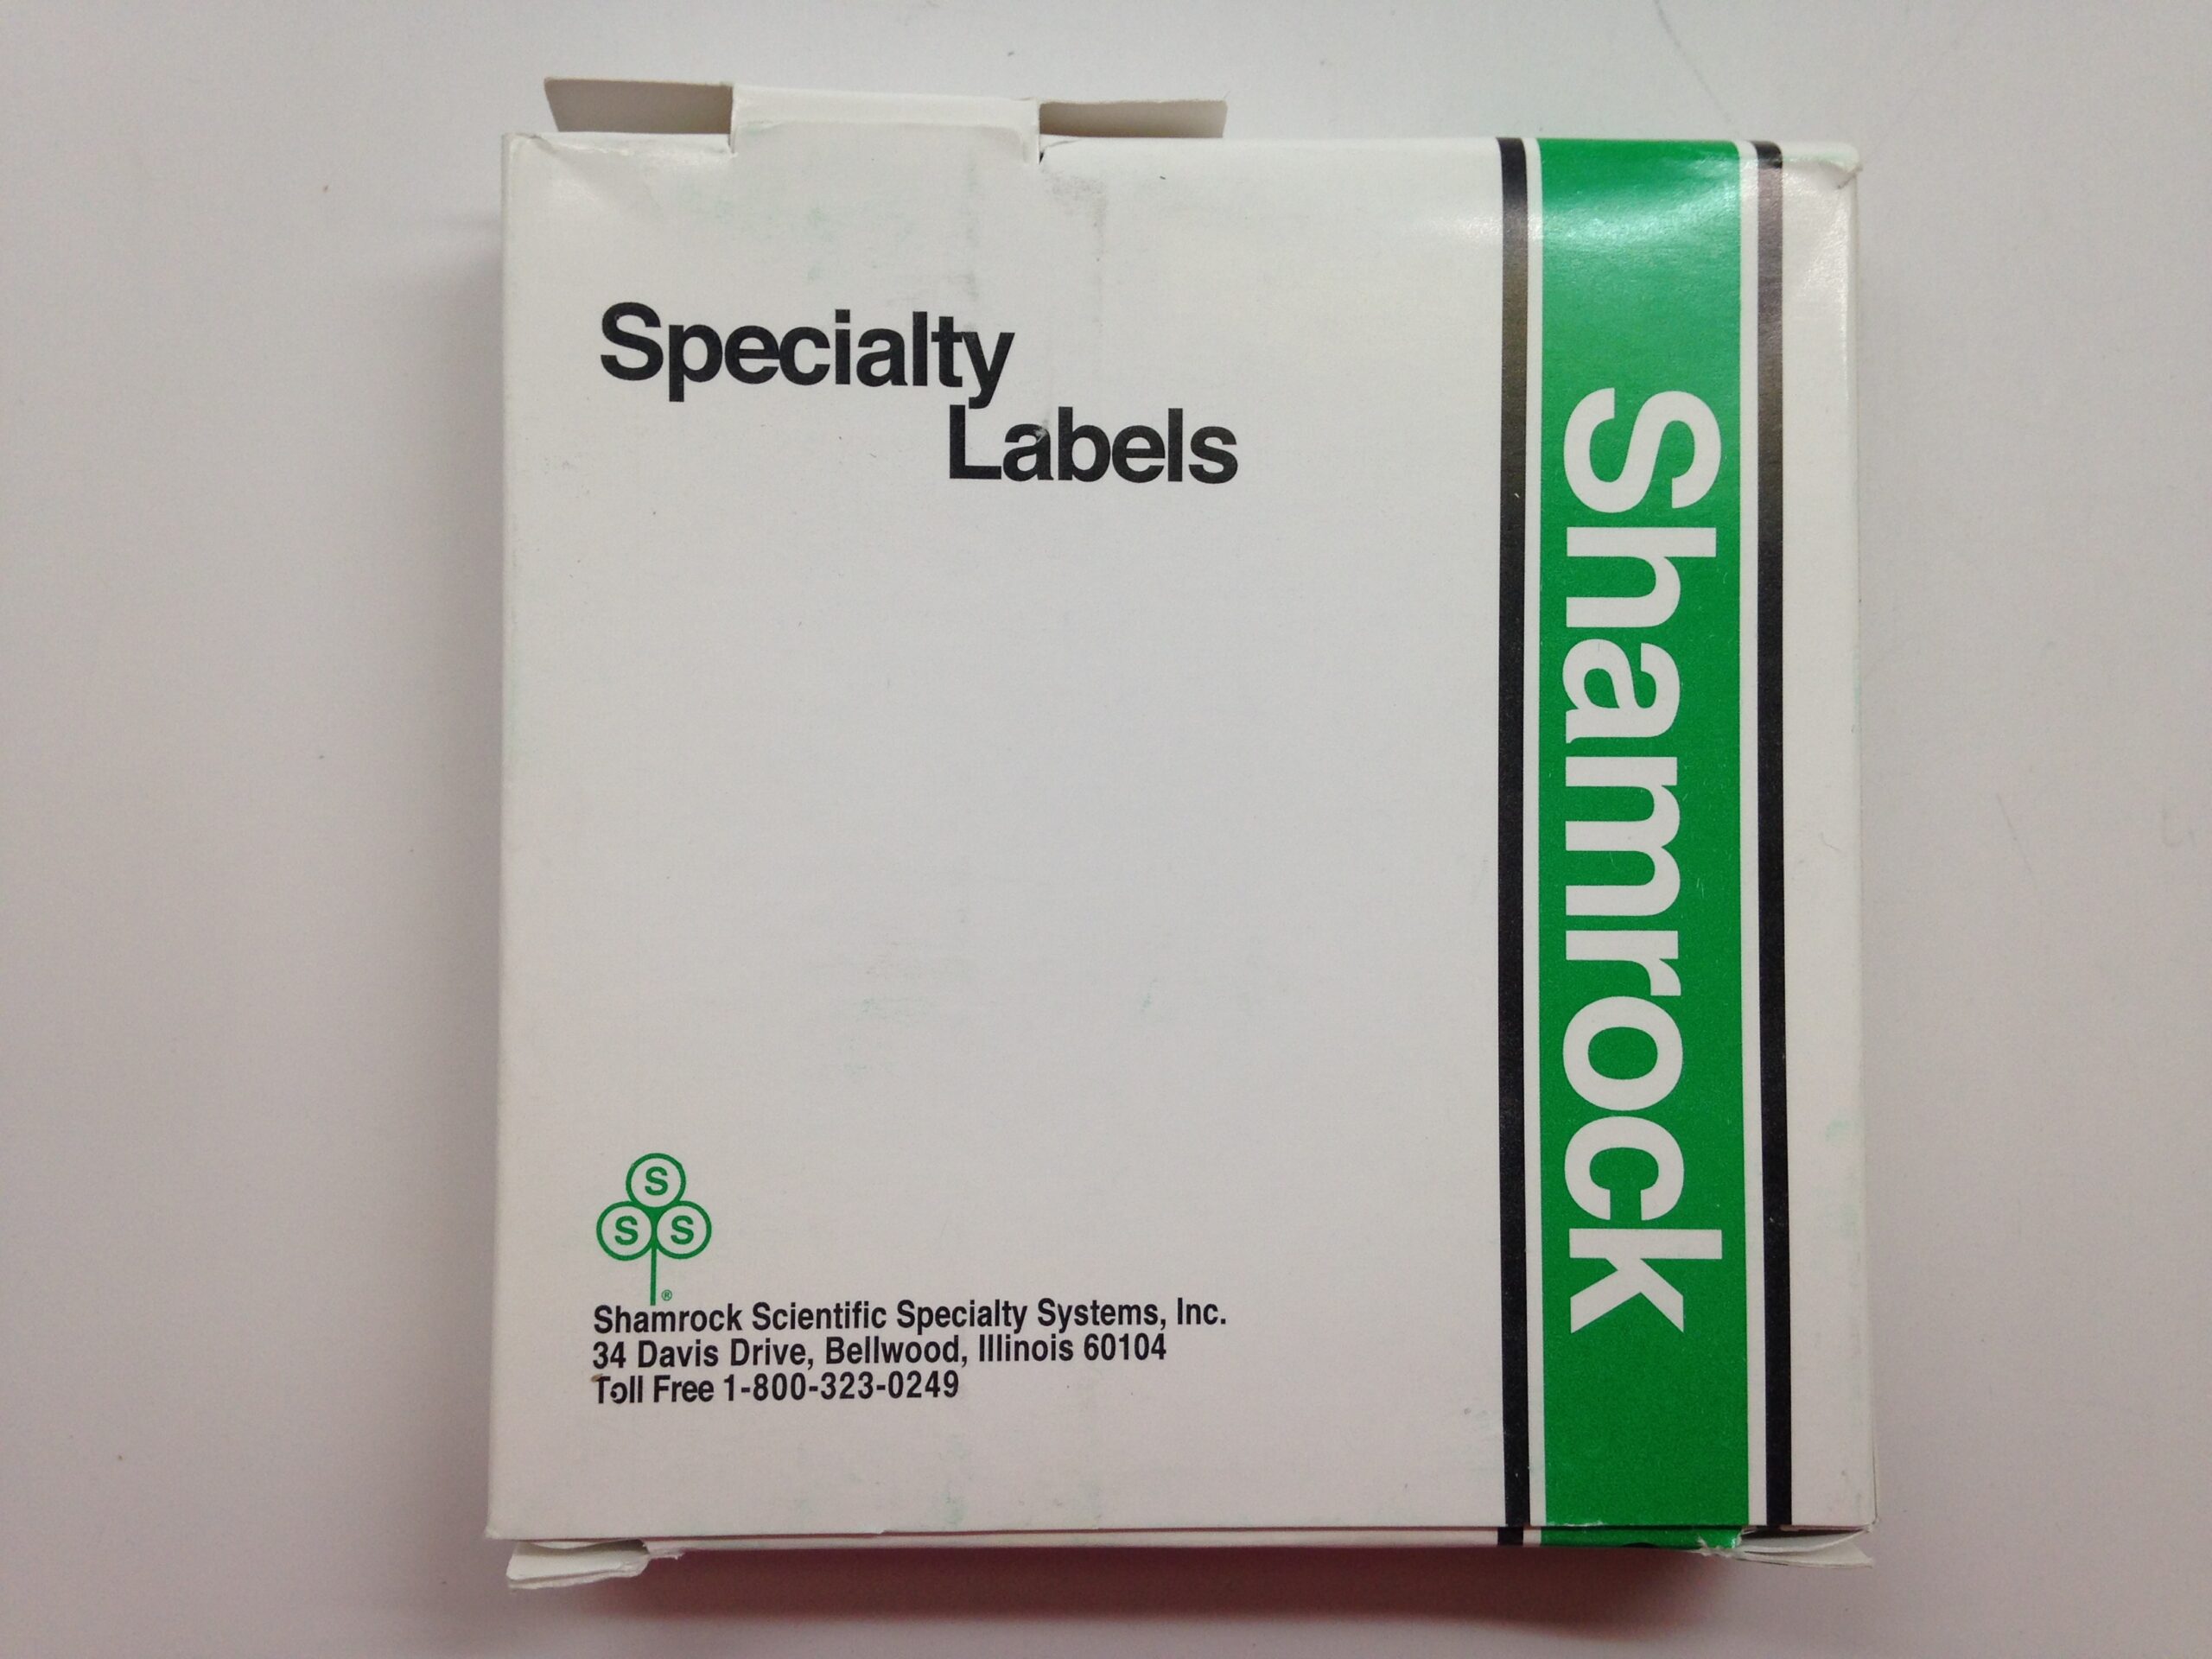 Specialty
Labels
Shamrock
S
S S
®
Shamrock Scientific Specialty Systems, Inc.
34 Davis Drive, Bellwood, Illinois 60104
Toll Free 1-800-323-0249